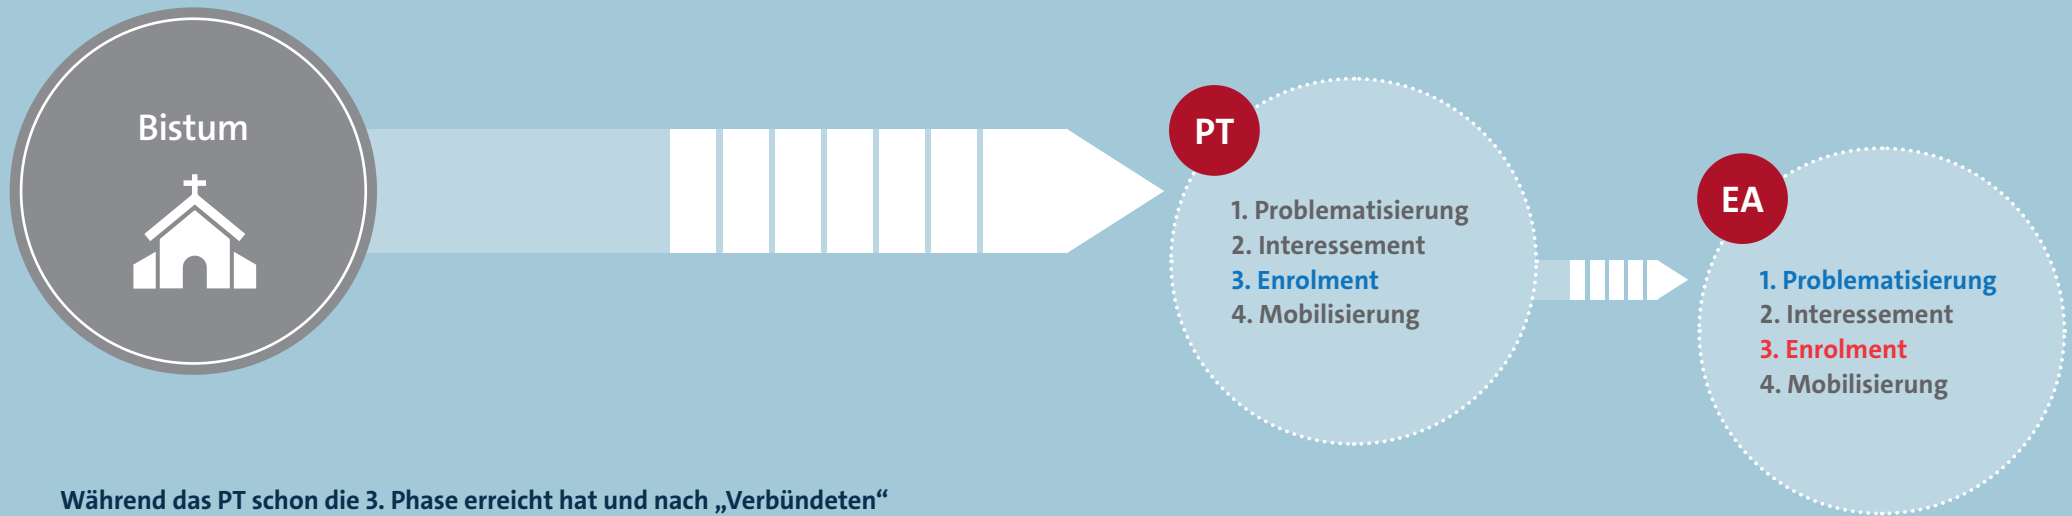 Bistum
PT
1. Problematisierung
2. Interessement
3. Enrolment
4. Mobilisierung
EA
1. Problematisierung
2. Interessement
3. Enrolment
4. Mobilisierung
Während das PT schon die 3. Phase erreicht hat und nach „Verbündeten“